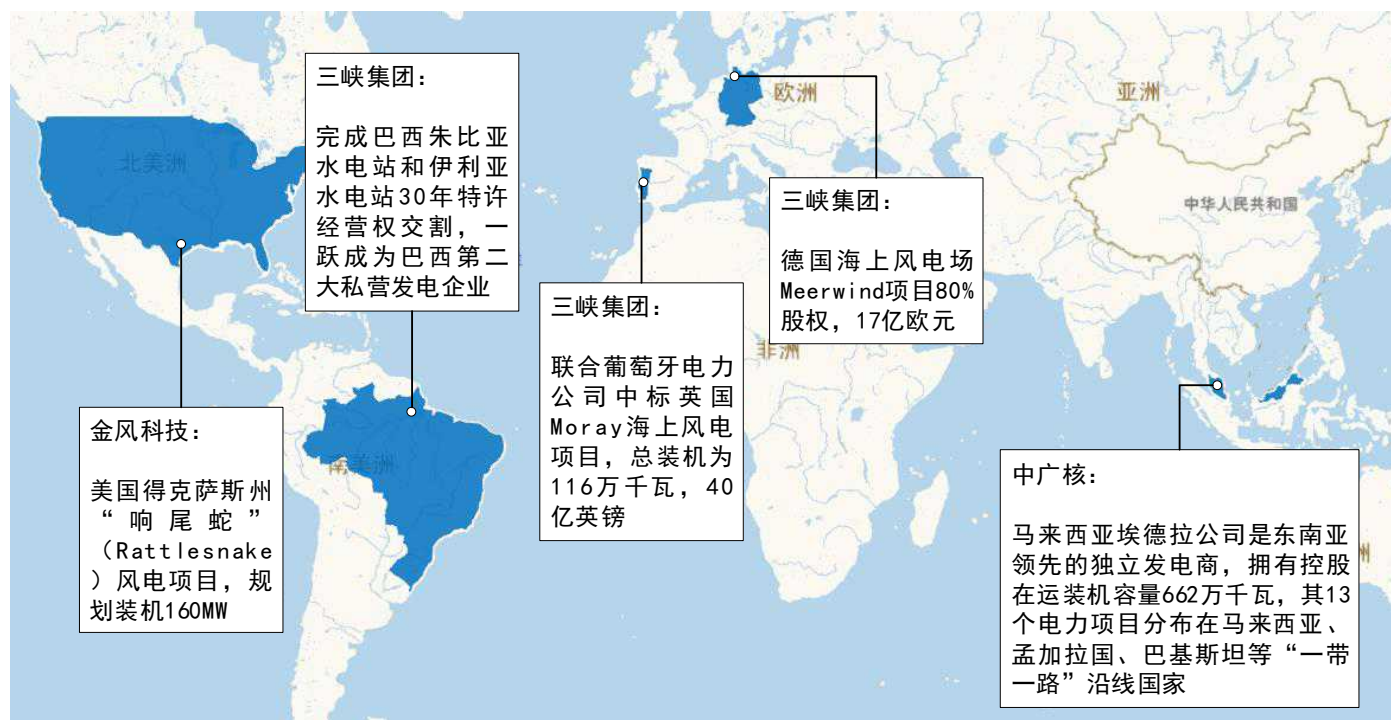 三峡集团：
完成巴西朱比亚
水电站和伊利亚
水电站30年特许
经营权交割，一
跃成为巴西第二
大私营发电企业
北美洲
金风科技：
美国得克萨斯州
“响尾蛇”
（Rattlesnake
）风电项目，规
划装机160MW
南美洲
三峡集团：
联合葡萄牙电力
公司中标英国
Moray海上风电
项目，总装机为
116万千瓦，40
亿英镑
欧洲
三峡集团：
德国海上风电场
Meerwind项目80%
股权，17亿欧元
非洲
亚洲
中华人民共和国
中广核：
马来西亚埃德拉公司是东南亚
领先的独立发电商，拥有控股
在运装机容量662万千瓦，其13
个电力项目分布在马来西亚、
孟加拉国、巴基斯坦等“一带
一路”沿线国家
州